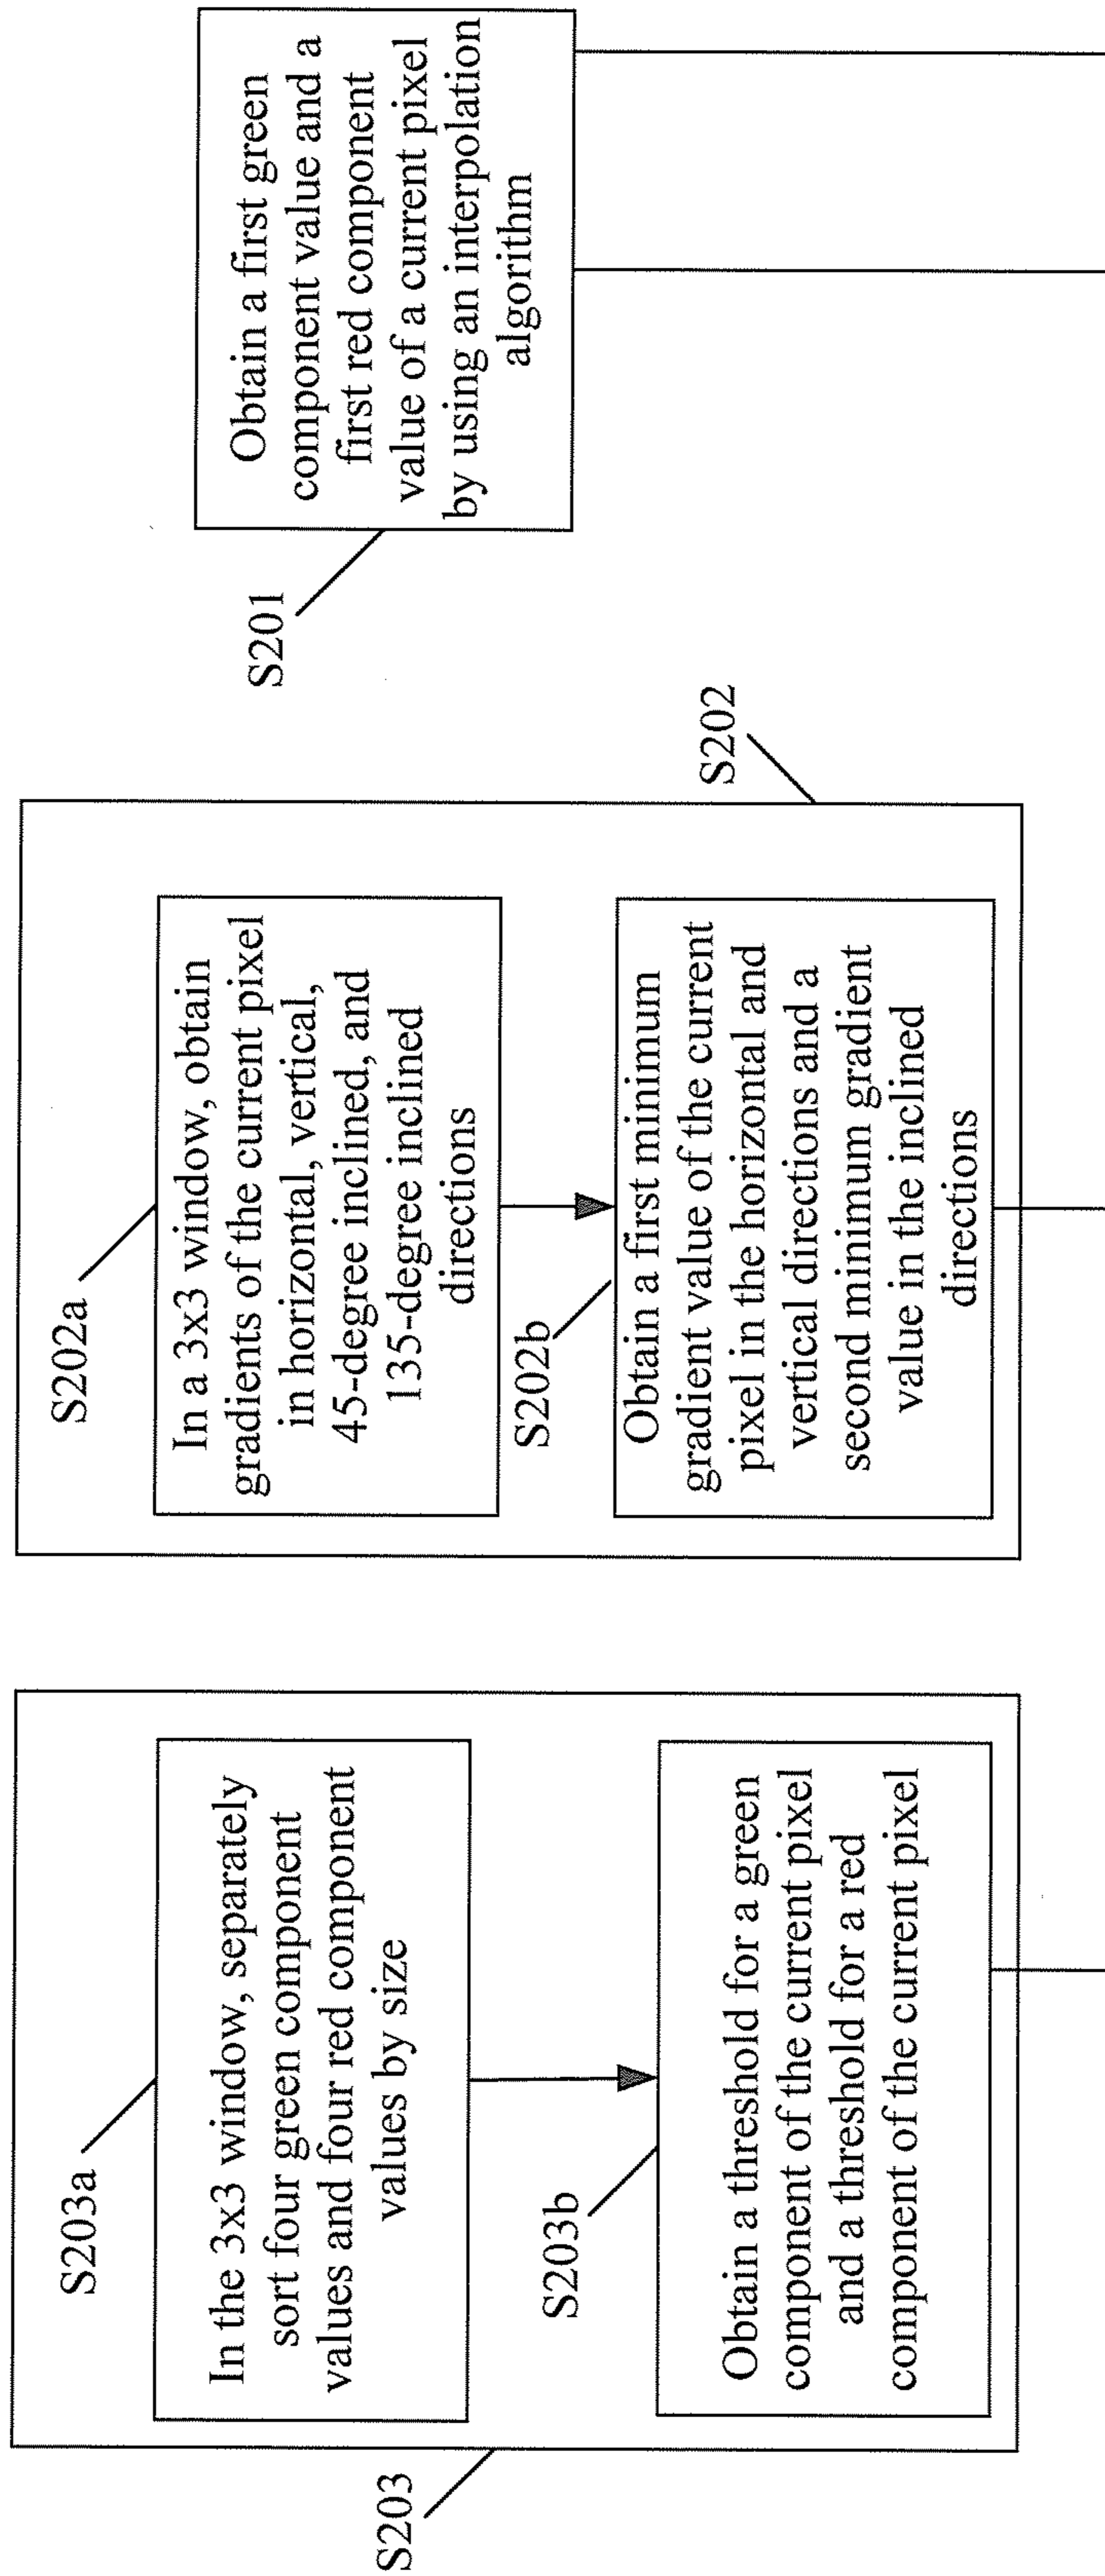 S203
S203a
In the 3x3 window, separately
sort four green component
values and four red component
values by size
S203b
Obtain a threshold for a green
component of the current pixel
and a threshold for a red
component of the current pixel
S202a
In a 3x3 window, obtain
gradients of the current pixel
in horizontal, vertical,
45-degree inclined, and
135-degree inclined
directions
S202b
Obtain a first minimum
gradient value of the current
pixel in the horizontal and
vertical directions and a
second minimum gradient
value in the inclined
directions
S202
S201
Obtain a first green
component value and a
first red component
value of a current pixel
by using an interpolation
algorithm